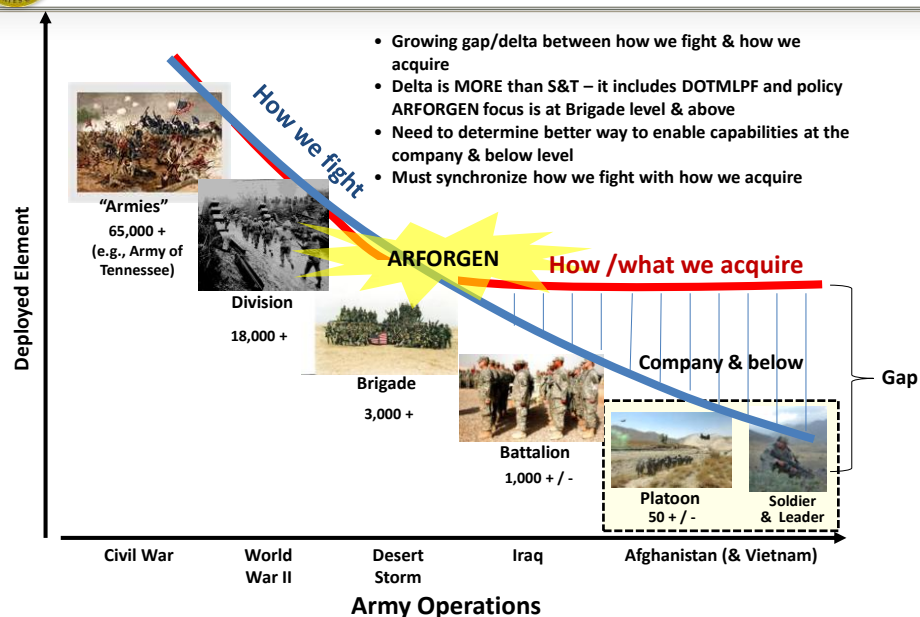 • Growing gap/delta between how we fight & how we
acquire
• Delta is MORE than S&T – it includes DOTMLPF and policy
ARFORGEN focus is at Brigade level & above
• Need to determine better way to enable capabilities at the
company & below level
• Must synchronize how we fight with how we acquire
How we fight
Deployed Element
“Armies”
65,000 +
(e.g., Army of
Tennessee)
ARFORGEN
How /what we acquire
Division
18,000 +
Brigade
3,000 +
Company & below
Gap
Battalion
1,000 + / -
Platoon
50 + / -
Soldier
& Leader
Civil War
World
War II
Desert
Storm
Iraq
Afghanistan (& Vietnam)
Army Operations